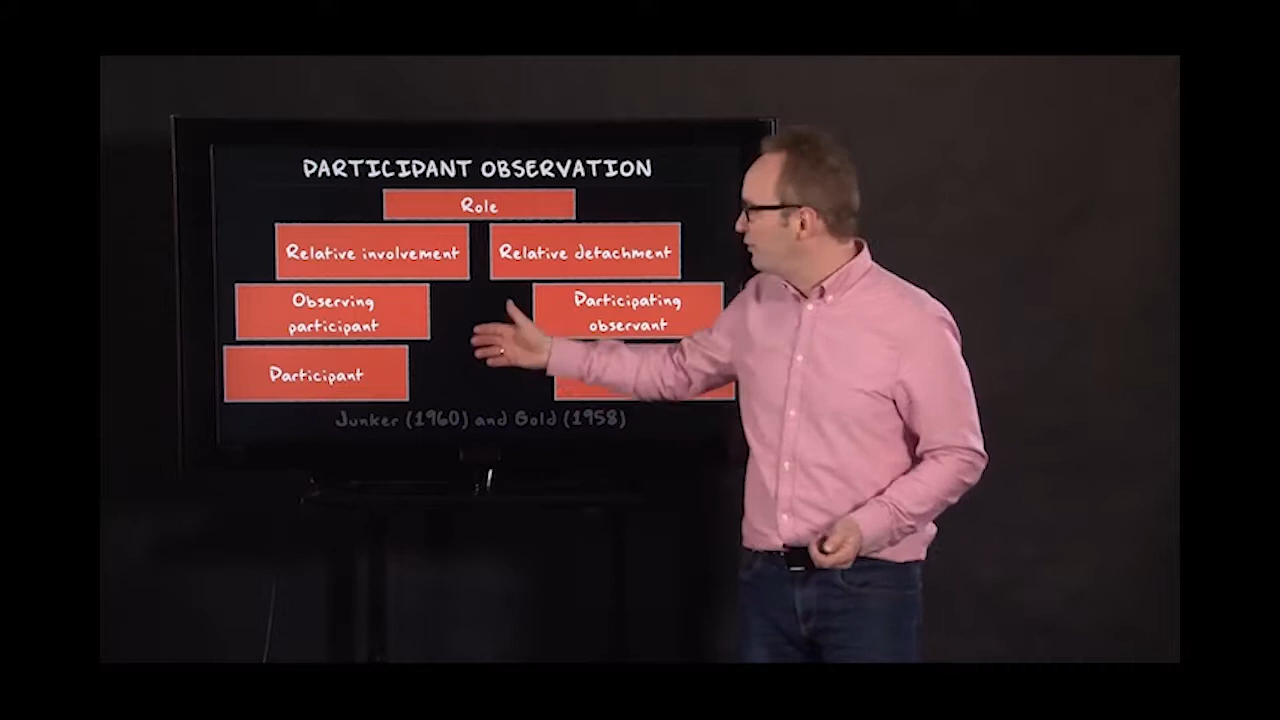 PARTICIPANT OBSERVATION
Role
Relative involvement
Relative detachment
Observing
participant
Participating
observant
Participant
Junker (1960) and Gold (1958)